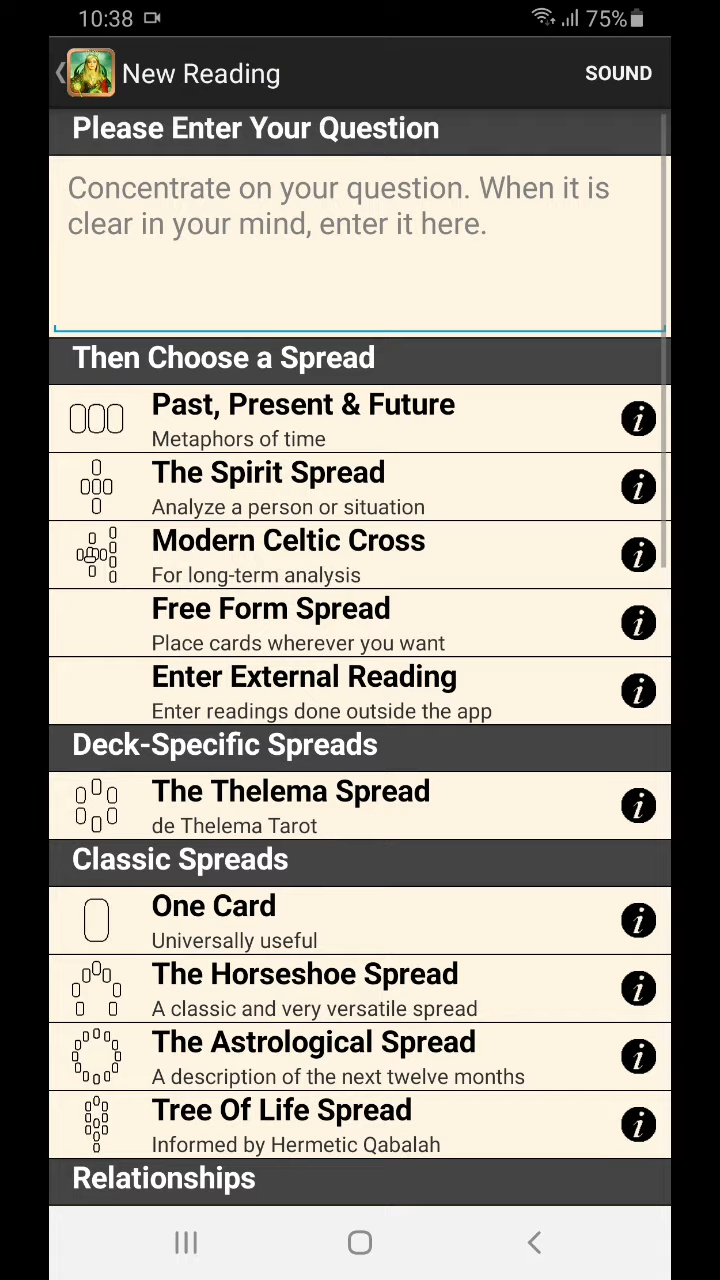 10:38
75%
New Reading
SOUND
Please Enter Your Question
Concentrate on your question. When it is
clear in your mind, enter it here.
Then Choose a Spread
Past, Present & Future
Metaphors of time
i
The Spirit Spread
Analyze a person or situation
i
Modern Celtic Cross
For long-term analysis
i
Free Form Spread
Place cards wherever you want
i
Enter External Reading
Enter readings done outside the app
i
Deck-Specific Spreads
The Thelema Spread
de Thelema Tarot
i
Classic Spreads
One Card
Universally useful
i
The Horseshoe Spread
A classic and very versatile spread
i
The Astrological Spread
A description of the next twelve months
i
Tree Of Life Spread
Informed by Hermetic Qabalah
i
Relationships